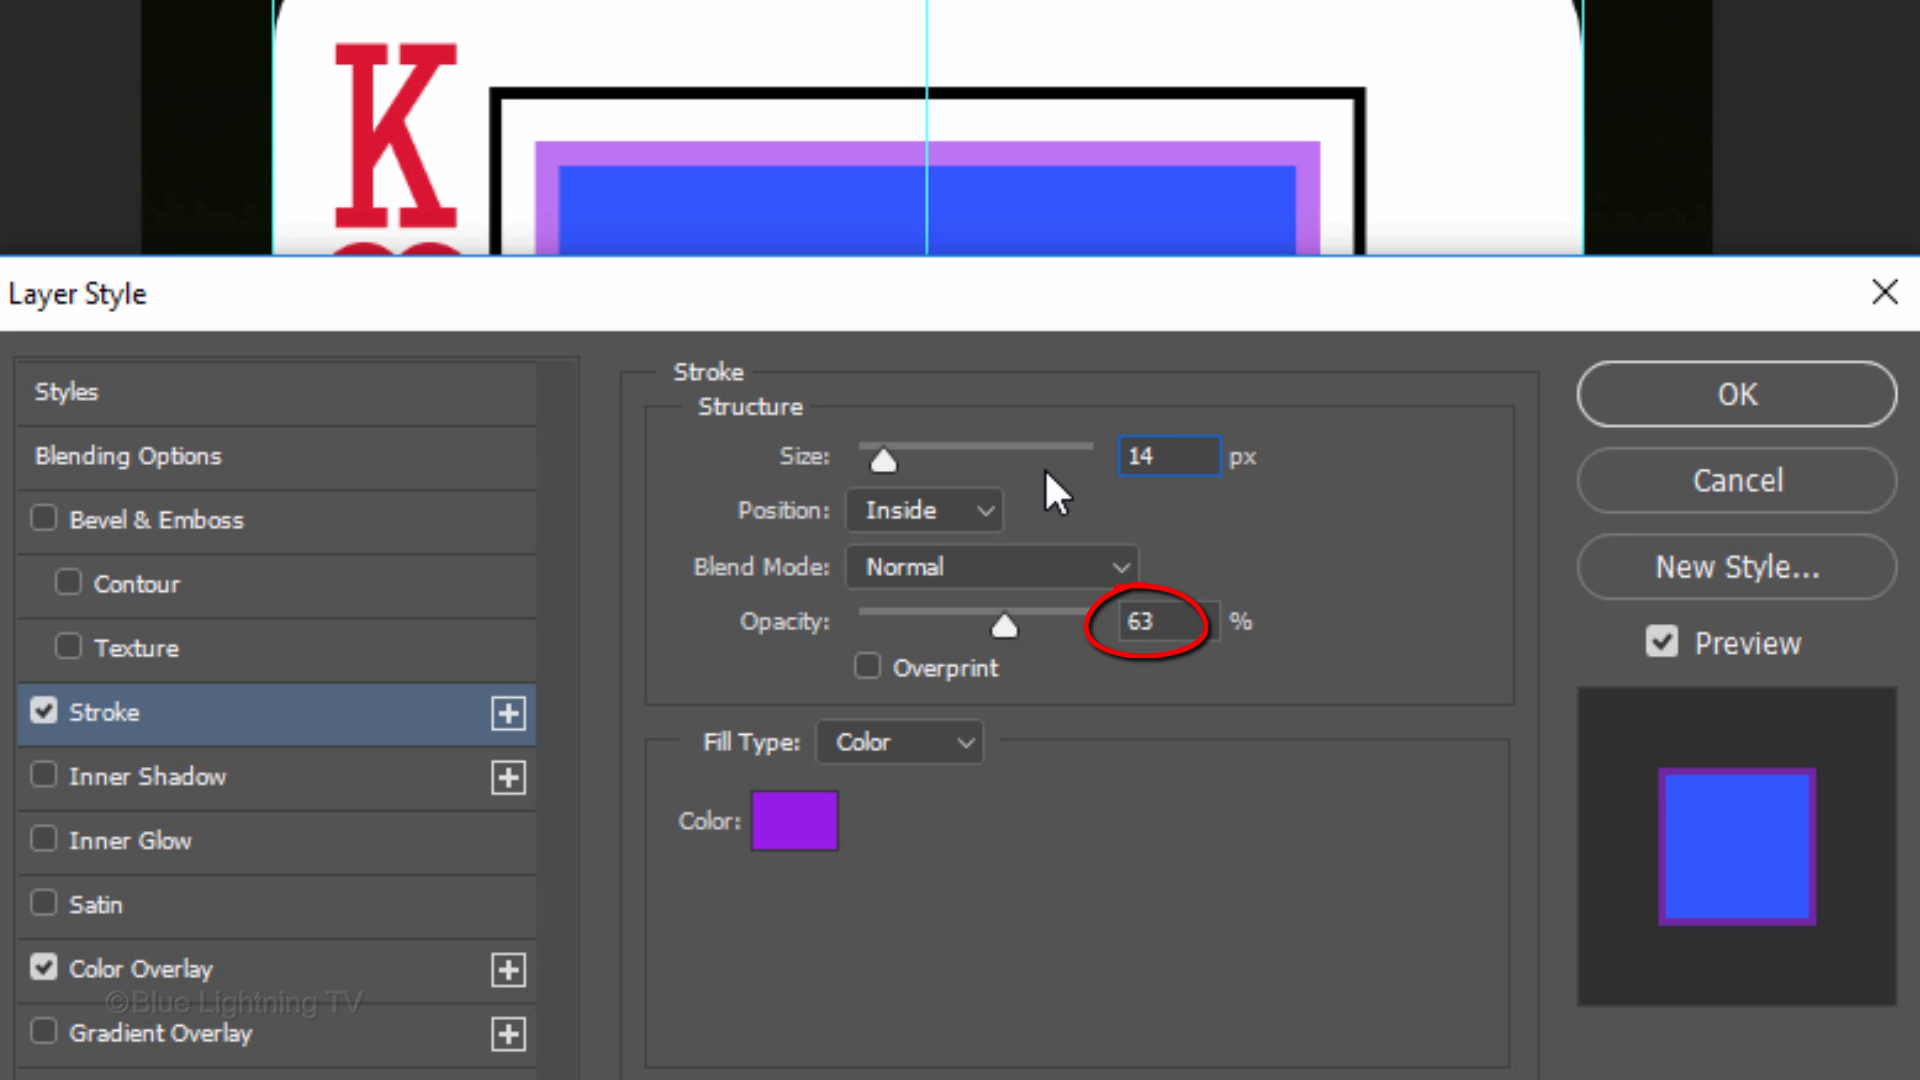 K
Layer Style
Styles
Blending Options
Bevel & Emboss
Contour
Texture
Stroke
Inner Shadow
Inner Glow
Satin
Color Overlay
©Blue Lightning TV
Gradient Overlay
Stroke
Structure
Size: 14 px
Position: Inside
Blend Mode: Normal
Opacity: 63 %
Overprint
Fill Type: Color
Color:
OK
Cancel
New Style...
Preview